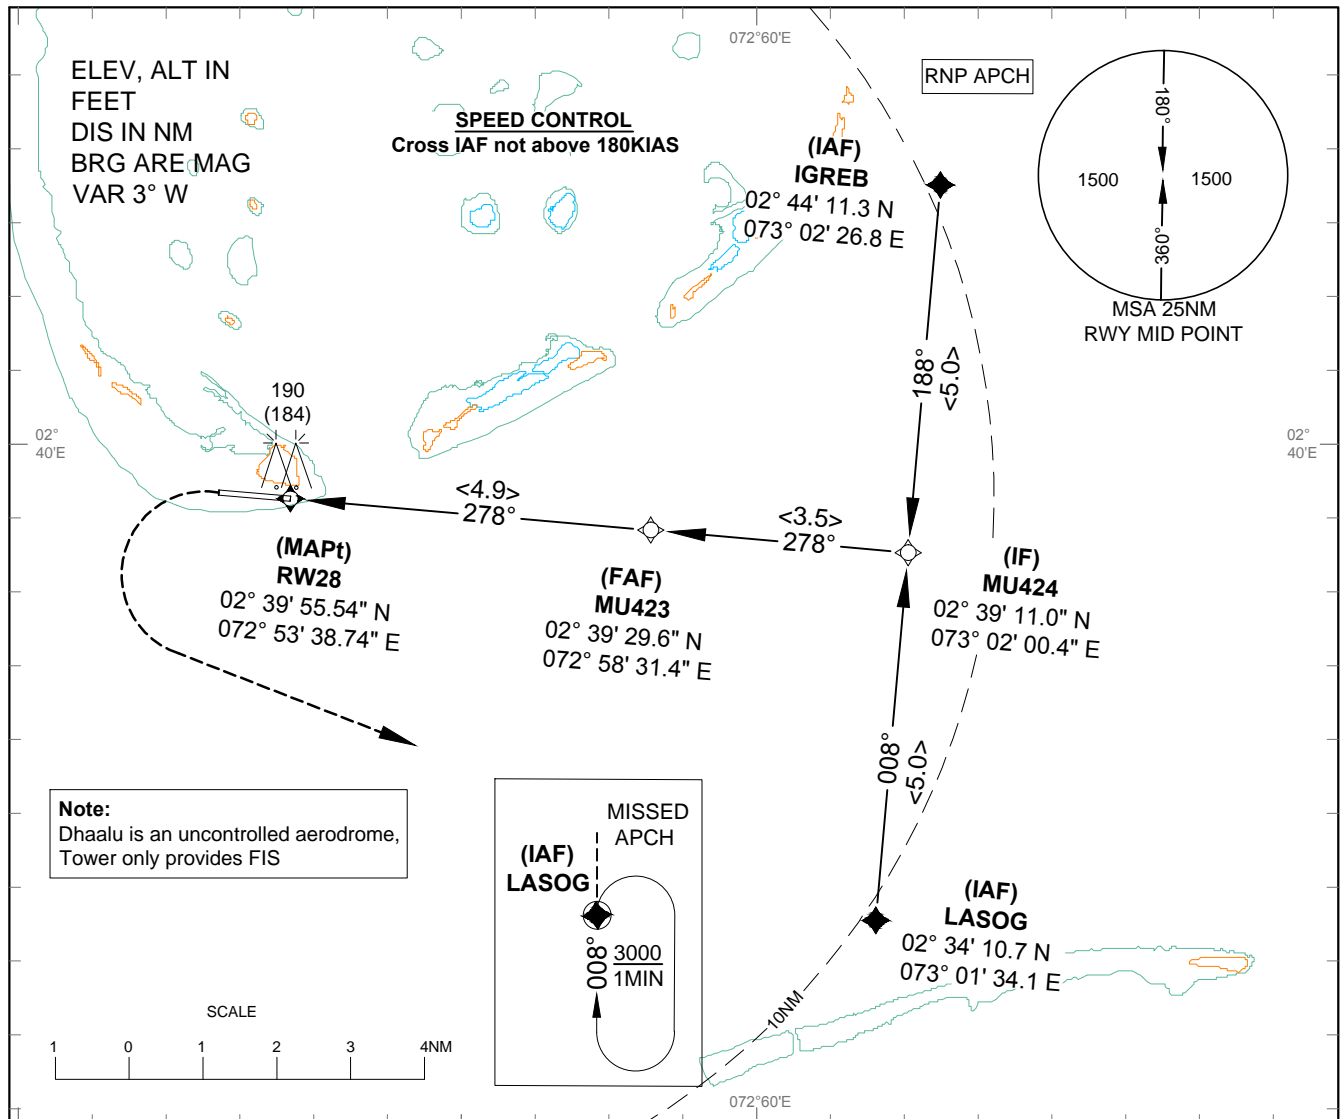 072°60'E
ELEV, ALT IN
FEET
DIS IN NM
BRG ARE MAG
VAR 3° W
SPEED CONTROL
Cross IAF not above 180KIAS
RNP APCH
(IAF)
IGREB
02° 44' 11.3 N
073° 02' 26.8 E
180°
1500
1500
360°
MSA 25NM
RWY MID POINT
188°
<5.0>
190
(184)
02°
40'E
02°
40'E
<4.9>
278°
<3.5>
278°
(MAPt)
RW28
02° 39' 55.54" N
072° 53' 38.74" E
(FAF)
MU423
02° 39' 29.6" N
072° 58' 31.4" E
(IF)
MU424
02° 39' 11.0" N
073° 02' 00.4" E
008°
<5.0>
Note:
Dhaalu is an uncontrolled aerodrome,
Tower only provides FIS
MISSED
APCH
(IAF)
LASOG
008°
3000
1MIN
(IAF)
LASOG
02° 34' 10.7 N
073° 01' 34.1 E
10NM
SCALE
1 0 1 2 3 4NM
072°60'E